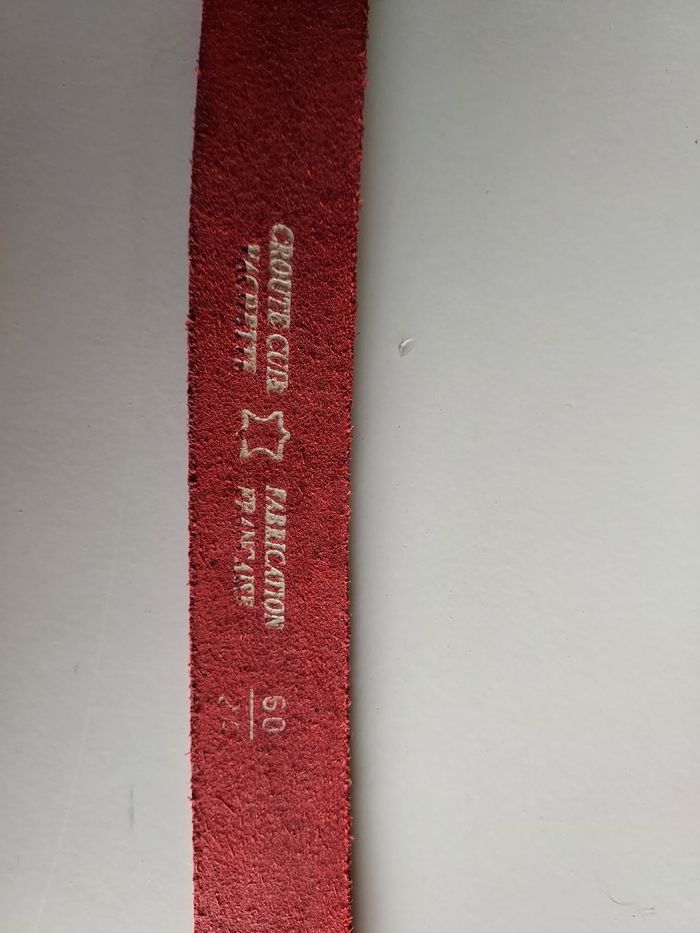 CROUTE CUIR
VACHETTE
FABRICATION
FRANÇAISE
60